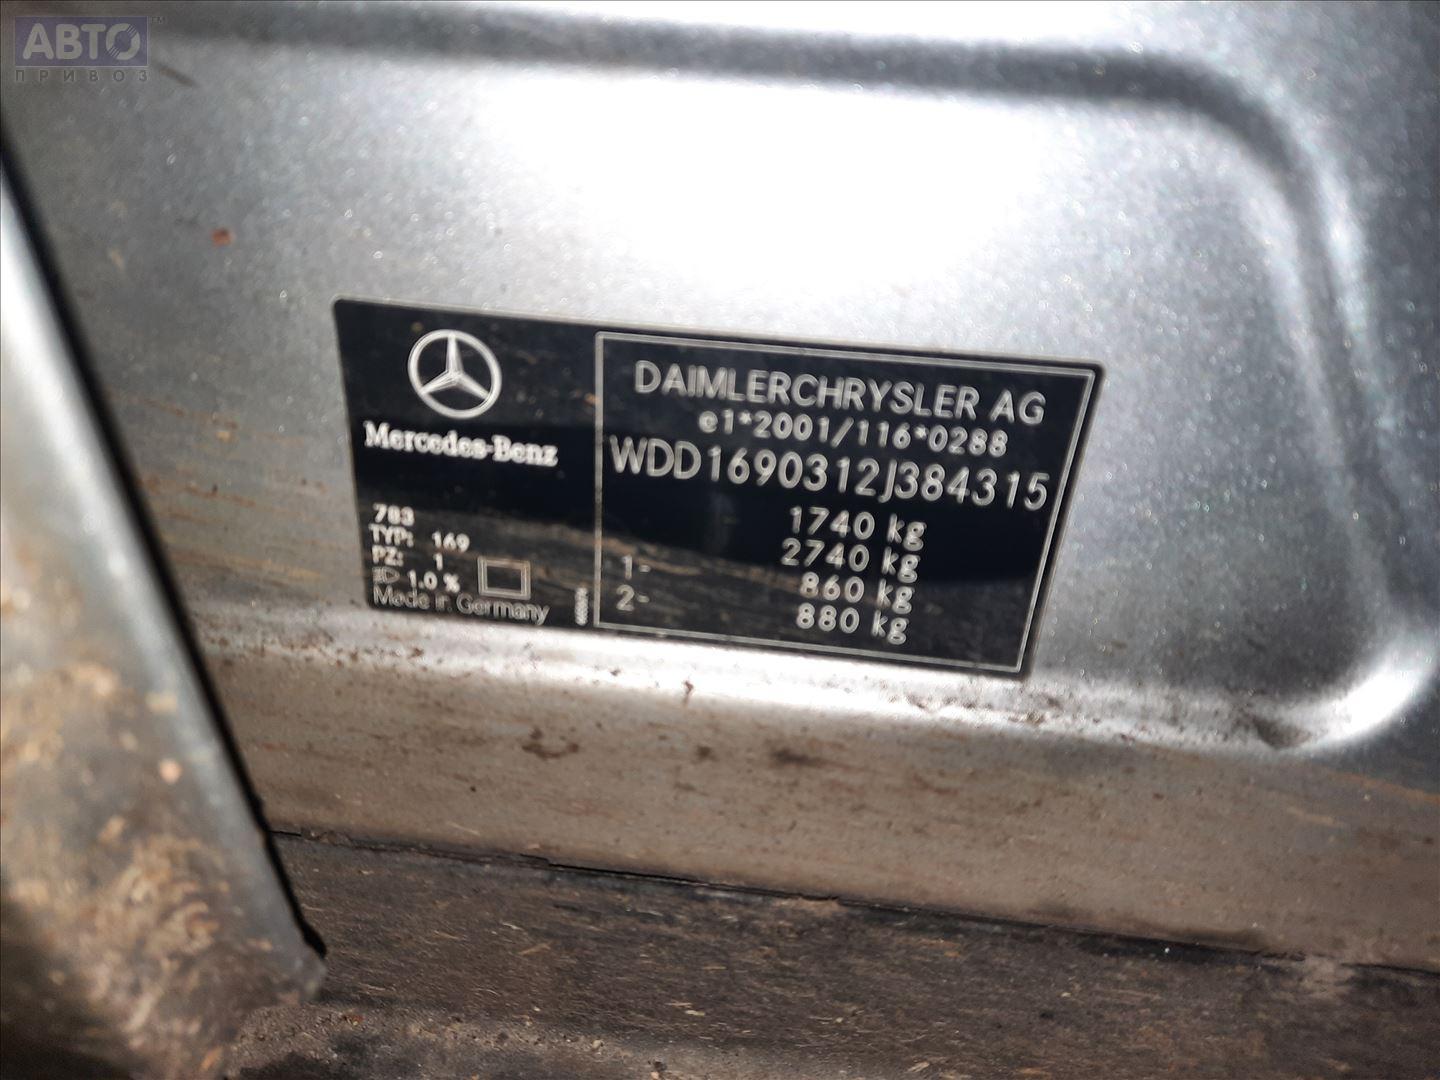 АВТО™
ПРИВОЗ
Mercedes-Benz
783
TYP: 169
PZ: 1
1.0 %
Made in Germany
DAIMLERCHRYSLER AG
e1*2001/116*0288
WDD1690312J384315
1740 kg
2740 kg
1- 860 kg
2- 880 kg